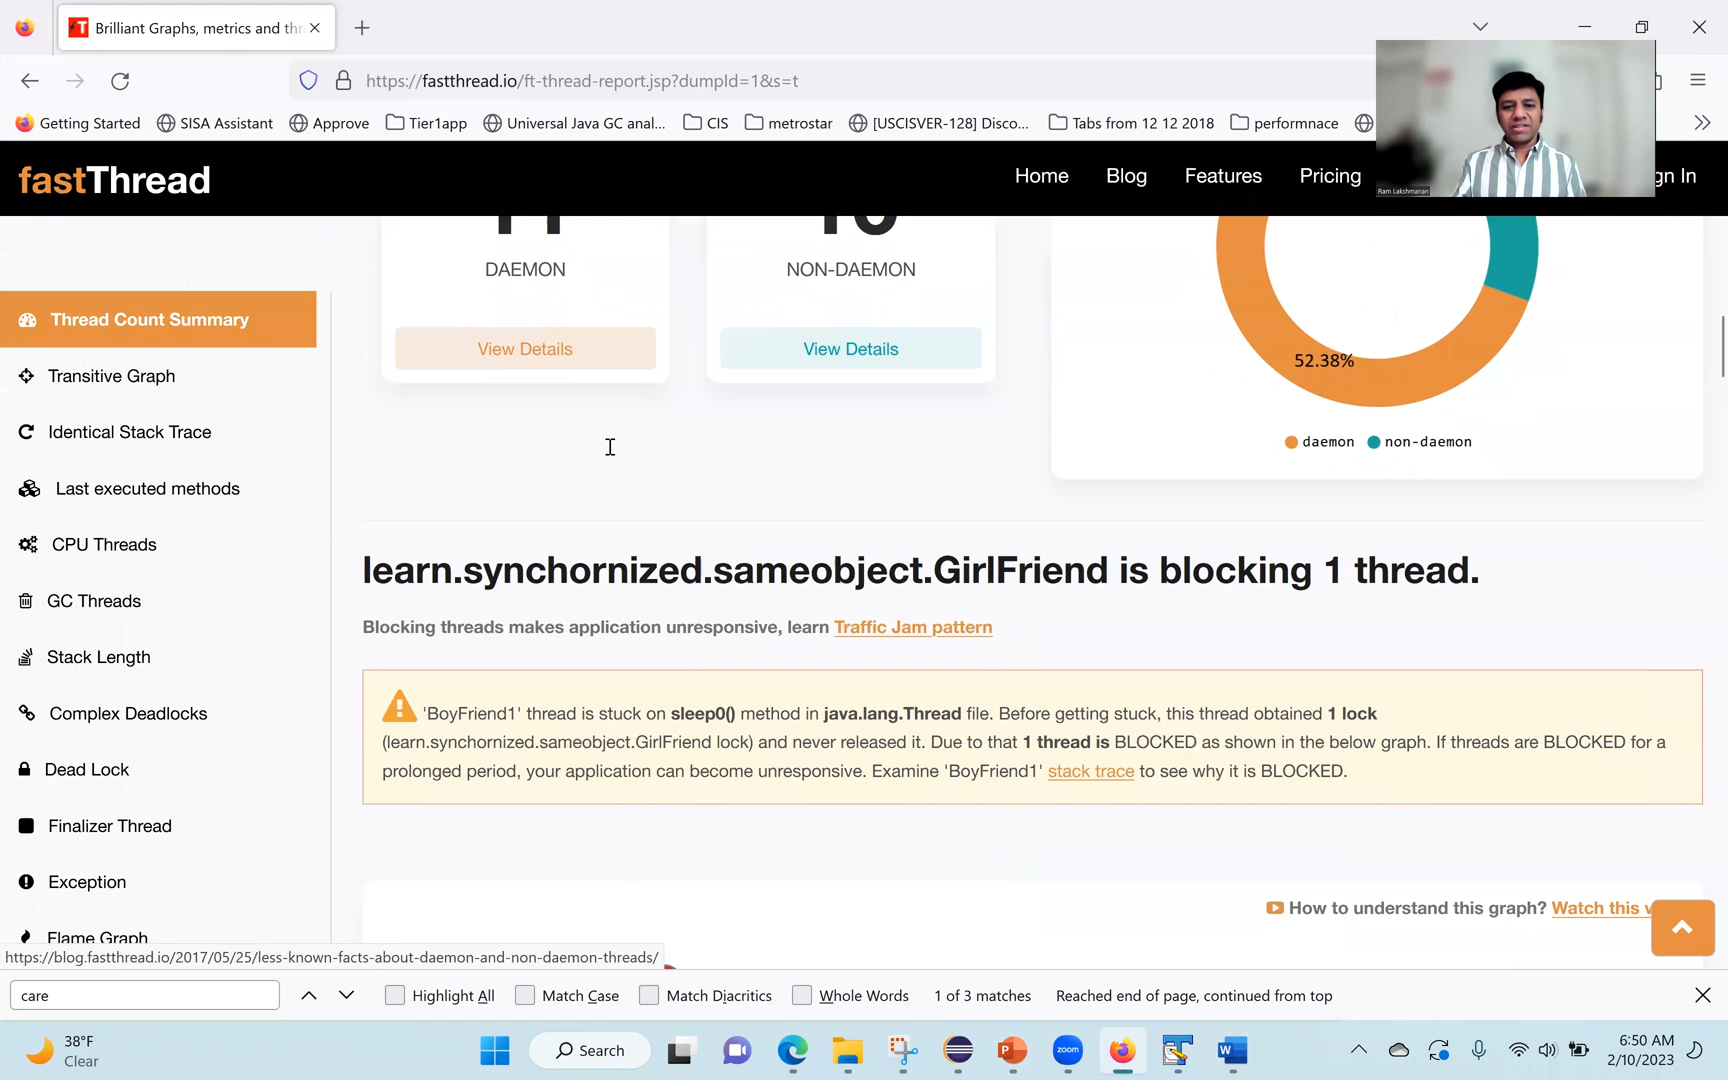 Brilliant Graphs, metrics and thr
https://fastthread.io/ft-thread-report.jsp?dumpId=1&s=t
Getting Started
SISA Assistant
Approve
Tier1app
Universal Java GC anal...
CIS
metrostar
[USCISVER-128] Disco...
Tabs from 12 12 2018
performnace
Ram Lakshmanan
fastThread
Home
Blog
Features
Pricing
gn In
DAEMON
NON-DAEMON
View Details
View Details
52.38%
daemon
non-daemon
Thread Count Summary
Transitive Graph
Identical Stack Trace
Last executed methods
CPU Threads
GC Threads
Stack Length
Complex Deadlocks
Dead Lock
Finalizer Thread
Exception
Flame Graph
learn.synchornized.sameobject.GirlFriend is blocking 1 thread.
Blocking threads makes application unresponsive, learn Traffic Jam pattern
'BoyFriend1' thread is stuck on sleep0() method in java.lang.Thread file. Before getting stuck, this thread obtained 1 lock
(learn.synchornized.sameobject.GirlFriend lock) and never released it. Due to that 1 thread is BLOCKED as shown in the below graph. If threads are BLOCKED for a
prolonged period, your application can become unresponsive. Examine 'BoyFriend1' stack trace to see why it is BLOCKED.
How to understand this graph? Watch this v
https://blog.fastthread.io/2017/05/25/less-known-facts-about-daemon-and-non-daemon-threads/
care
Highlight All
Match Case
Match Diacritics
Whole Words
1 of 3 matches
Reached end of page, continued from top
38°F
Clear
Search
zoom
6:50 AM
2/10/2023